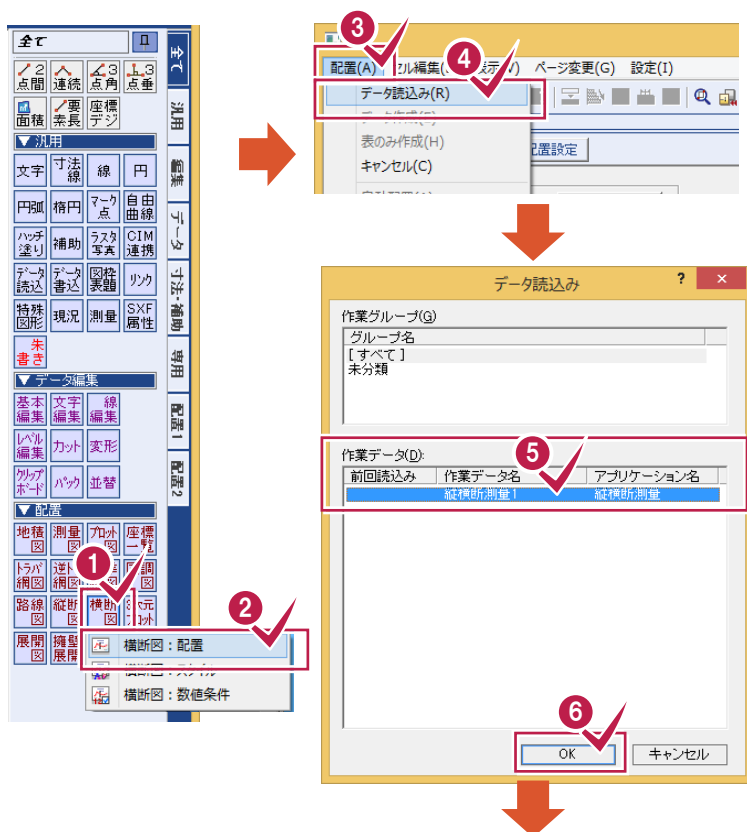 全て
2点間 連続 3点角 3点垂
面積 要素長 座標デジ
▼ 汎用
文字 寸法線 線 円
円弧 楕円 マーク点 自由曲線
ハッチ塗り 補助 ラスタ写真 CIM連携
データ読込 データ書込 図枠表題 リンク
特殊図形 現況 測量 SXF属性
朱書き
▼ データ編集
基本編集 文字編集 線編集
レベル編集 カット 変形
クリップボード パック 並替
▼ 配置
地積図 測量図 プロット図 座標一覧
トラバ網図
路線図 縦断図 横断図
展開図 擁壁展開
1
2
横断図：配置
横断図：数値条件
全て
汎用
編集
データ
寸法・補助
専用
配置1
配置2
3
4
配置(A) ページ変更(G) 設定(I)
データ読込み(R)
表のみ作成(H)
キャンセル(C)
配置設定
データ読込み ? ×
作業グループ(G)
グループ名
[すべて]
未分類
5
作業データ(D):
前回読込み 作業データ名 アプリケーション名
縦横断測量1 縦横断測量
6
OK キャンセル